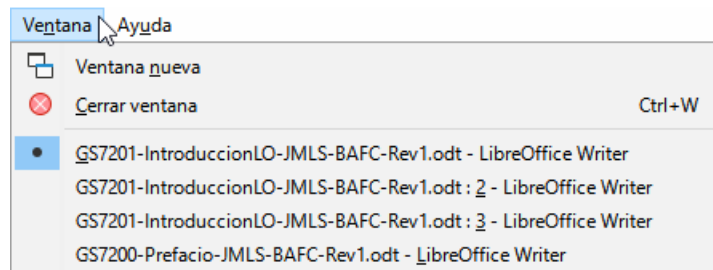 Ventana Ayuda
Ventana nueva
Cerrar ventana Ctrl+W
GS7201-IntroduccionLO-JMLS-BAFC-Rev1.odt - LibreOffice Writer
GS7201-IntroduccionLO-JMLS-BAFC-Rev1.odt : 2 - LibreOffice Writer
GS7201-IntroduccionLO-JMLS-BAFC-Rev1.odt : 3 - LibreOffice Writer
GS7200-Prefacio-JMLS-BAFC-Rev1.odt - LibreOffice Writer